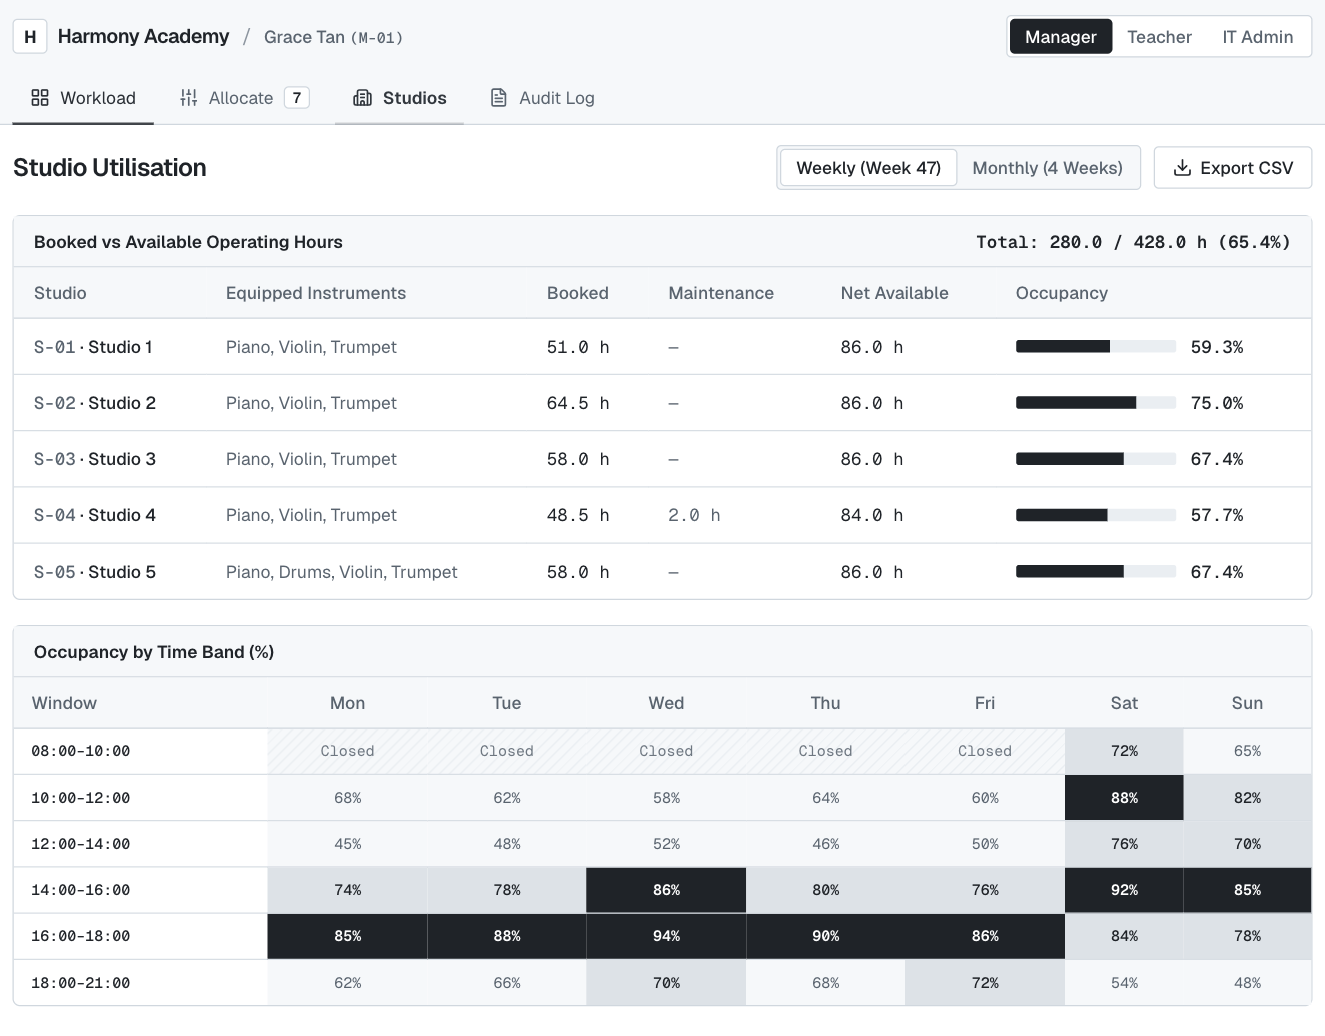 H Harmony Academy / Grace Tan (M-01) Manager Teacher IT Admin
Workload Allocate 7 Studios Audit Log
Studio Utilisation Weekly (Week 47) Monthly (4 Weeks) Export CSV
Booked vs Available Operating Hours Total: 280.0 / 428.0 h (65.4%)
Studio Equipped Instruments Booked Maintenance Net Available Occupancy
S-01 · Studio 1 Piano, Violin, Trumpet 51.0 h – 86.0 h 59.3%
S-02 · Studio 2 Piano, Violin, Trumpet 64.5 h – 86.0 h 75.0%
S-03 · Studio 3 Piano, Violin, Trumpet 58.0 h – 86.0 h 67.4%
S-04 · Studio 4 Piano, Violin, Trumpet 48.5 h 2.0 h 84.0 h 57.7%
S-05 · Studio 5 Piano, Drums, Violin, Trumpet 58.0 h – 86.0 h 67.4%
Occupancy by Time Band (%)
Window Mon Tue Wed Thu Fri Sat Sun
08:00–10:00 Closed Closed Closed Closed Closed 72% 65%
10:00–12:00 68% 62% 58% 64% 60% 88% 82%
12:00–14:00 45% 48% 52% 46% 50% 76% 70%
14:00–16:00 74% 78% 86% 80% 76% 92% 85%
16:00–18:00 85% 88% 94% 90% 86% 84% 78%
18:00–21:00 62% 66% 70% 68% 72% 54% 48%